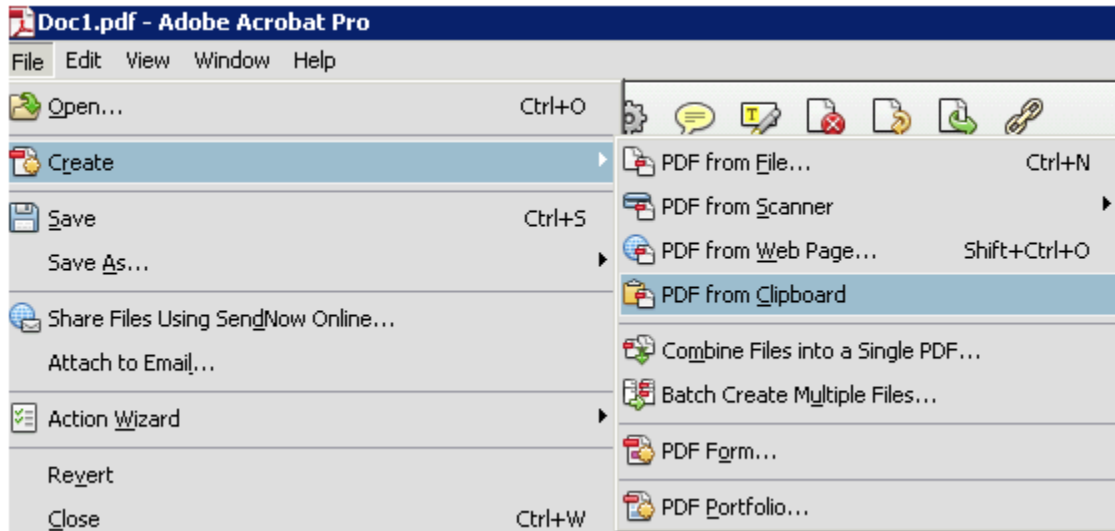 Doc1.pdf - Adobe Acrobat Pro
File Edit View Window Help
Open... Ctrl+O
Create
Save Ctrl+S
Save As...
Share Files Using SendNow Online...
Attach to Email...
Action Wizard
Revert
Close Ctrl+W
T
PDF from File... Ctrl+N
PDF from Scanner
PDF from Web Page... Shift+Ctrl+O
PDF from Clipboard
Combine Files into a Single PDF...
Batch Create Multiple Files...
PDF Form...
PDF Portfolio...